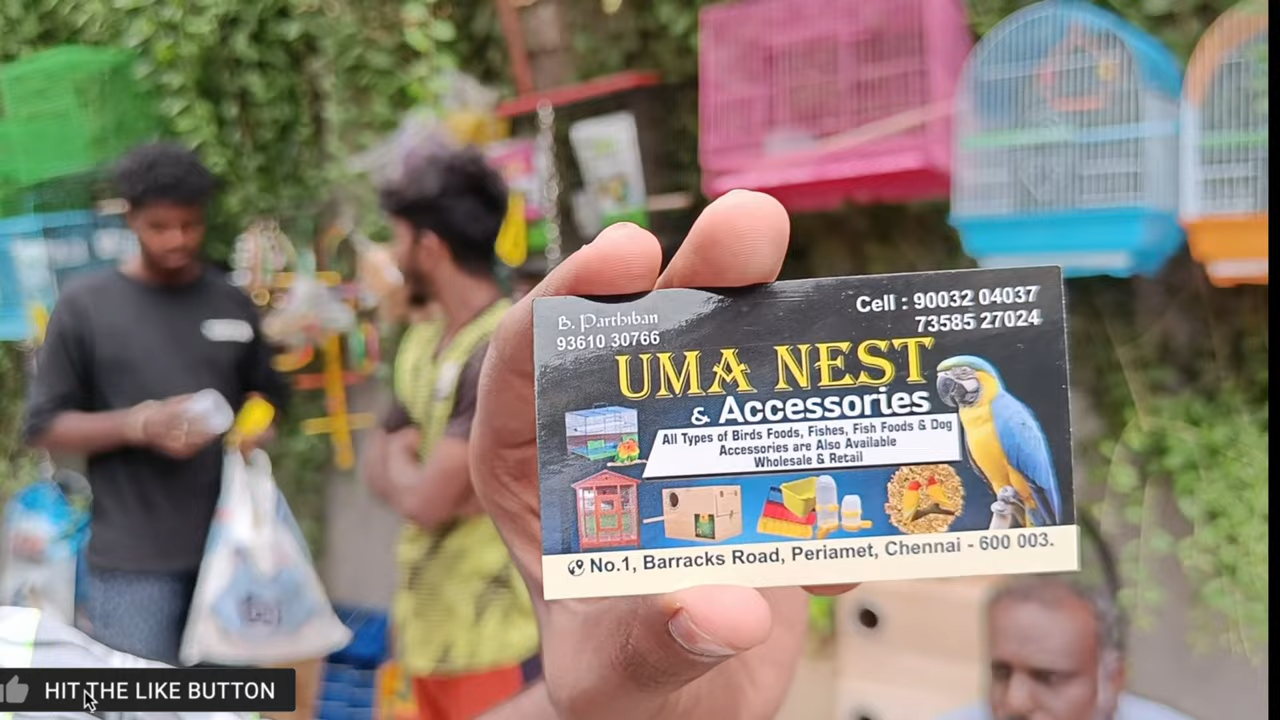 B. Parthiban
93610 30766
Cell : 90032 04037
73585 27024
UMA NEST
& Accessories
All Types of Birds Foods, Fishes, Fish Foods & Dog
Accessories are Also Available
Wholesale & Retail
No.1, Barracks Road, Periamet, Chennai - 600 003.
HIT THE LIKE BUTTON